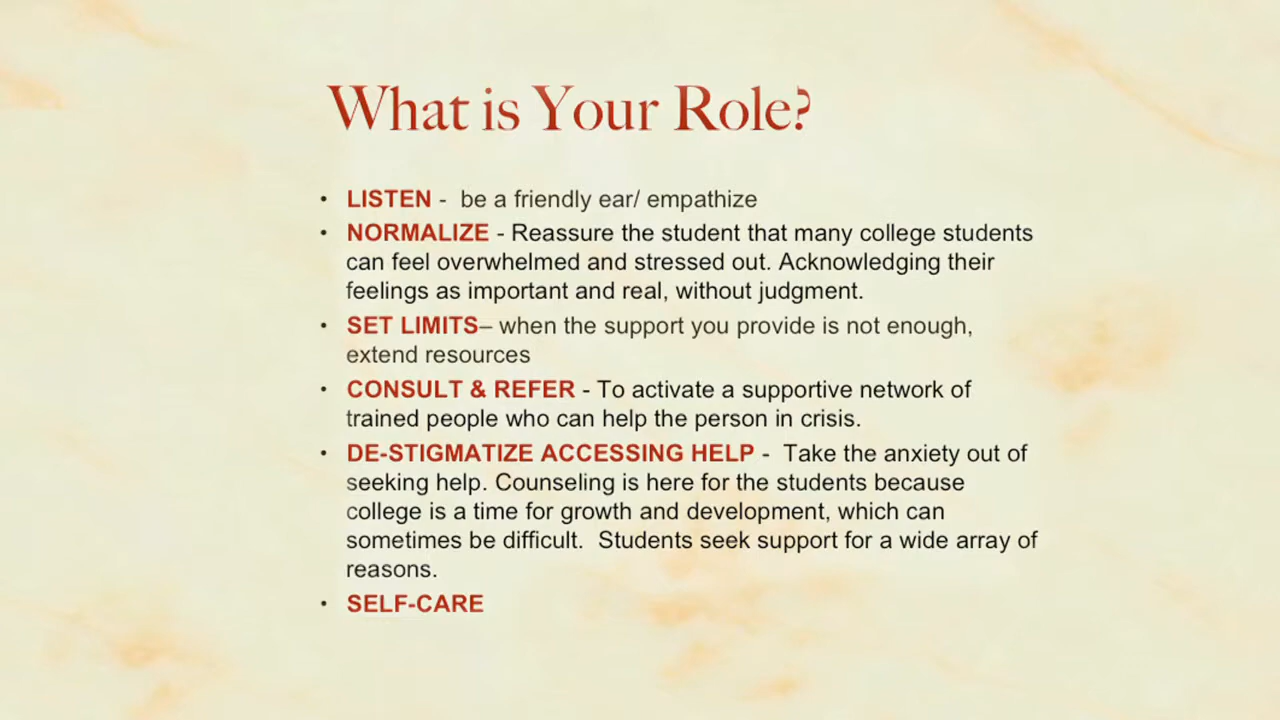 What is Your Role?
• LISTEN -  be a friendly ear/ empathize
• NORMALIZE - Reassure the student that many college students
can feel overwhelmed and stressed out. Acknowledging their
feelings as important and real, without judgment.
• SET LIMITS– when the support you provide is not enough,
extend resources
• CONSULT & REFER - To activate a supportive network of
trained people who can help the person in crisis.
• DE-STIGMATIZE ACCESSING HELP -  Take the anxiety out of
seeking help. Counseling is here for the students because
college is a time for growth and development, which can
sometimes be difficult.  Students seek support for a wide array of
reasons.
• SELF-CARE